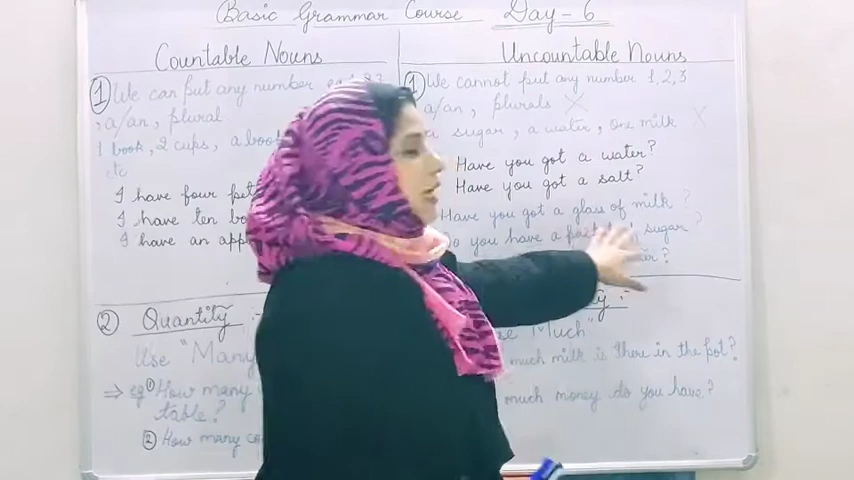 Basic Grammar Course Day-6
Countable Nouns
① We can put any number
, a/an, plural
1 book, 2 cups, a book
etc
I have four
I have ten
I have an
② Quantity :-
Use "Many
⇒ eg ① How many
table?
② How many
Uncountable Nouns
① We cannot put any number 1,2,3
a/an, plurals X
sugar, a water, one milk X
Have you got a water?
Have you got a salt?
Have you got a glass of milk?
Do you have a sugar?
?
Much"
much milk is there in the pot?
much money do you have?